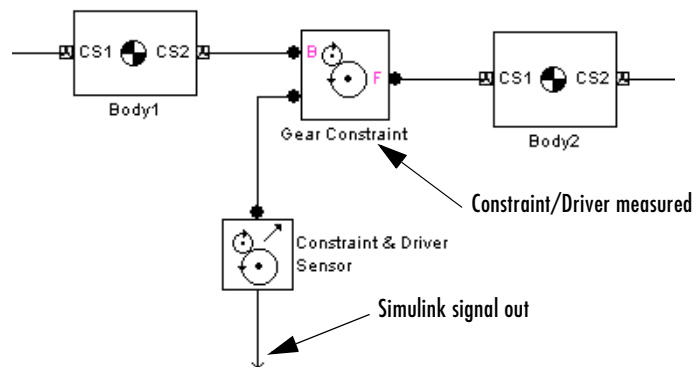 CS1 CS2
Body1
B
F
Gear Constraint
CS1 CS2
Body2
Constraint/Driver measured
Constraint & Driver
Sensor
Simulink signal out